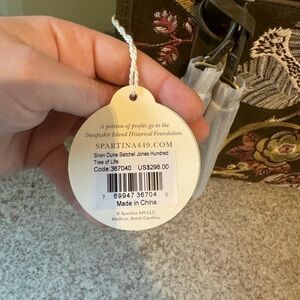 A portion of profits go to the
Daufuskie Island Historical Foundation.
SPARTINA449.COM
Siren Dune Satchel Jones Hundred
Tree of Life
Code:367040 US$298.00
7 69947 36704 0
Made in China
© Spartina 449 LLC
Bluffton, South Carolina